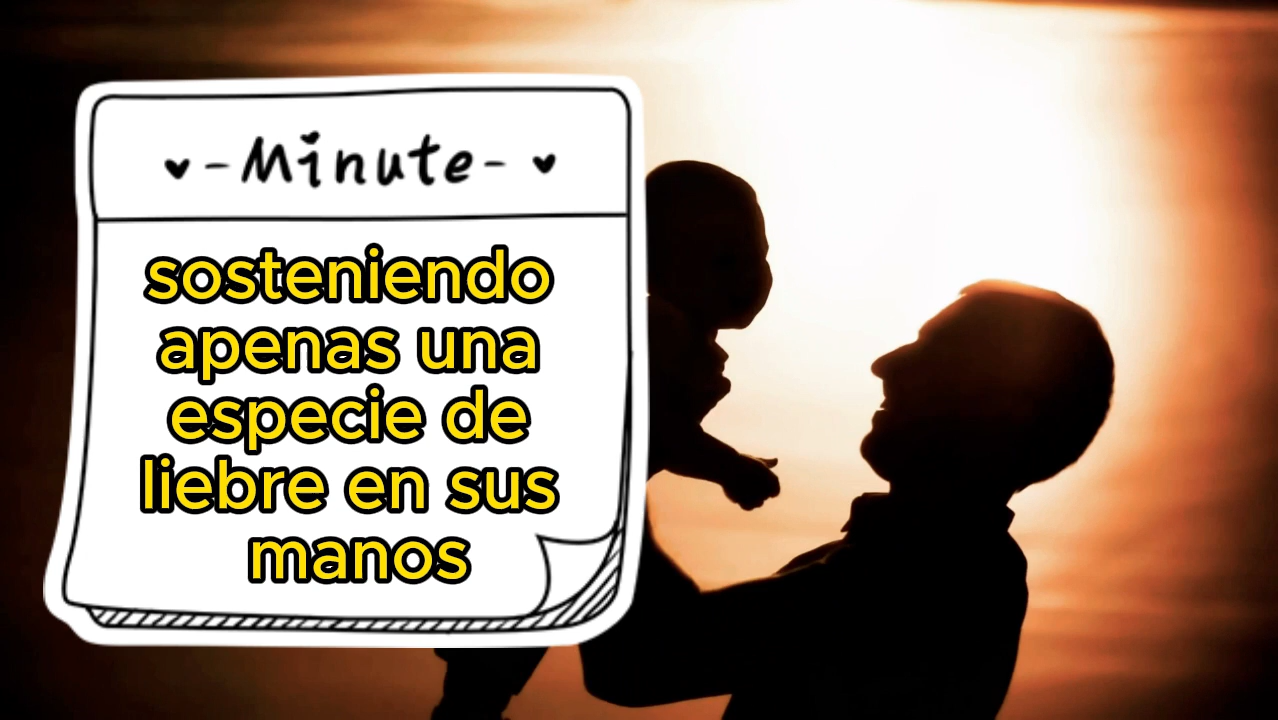 -Minute-
sosteniendo
apenas una
especie de
liebre en sus
manos